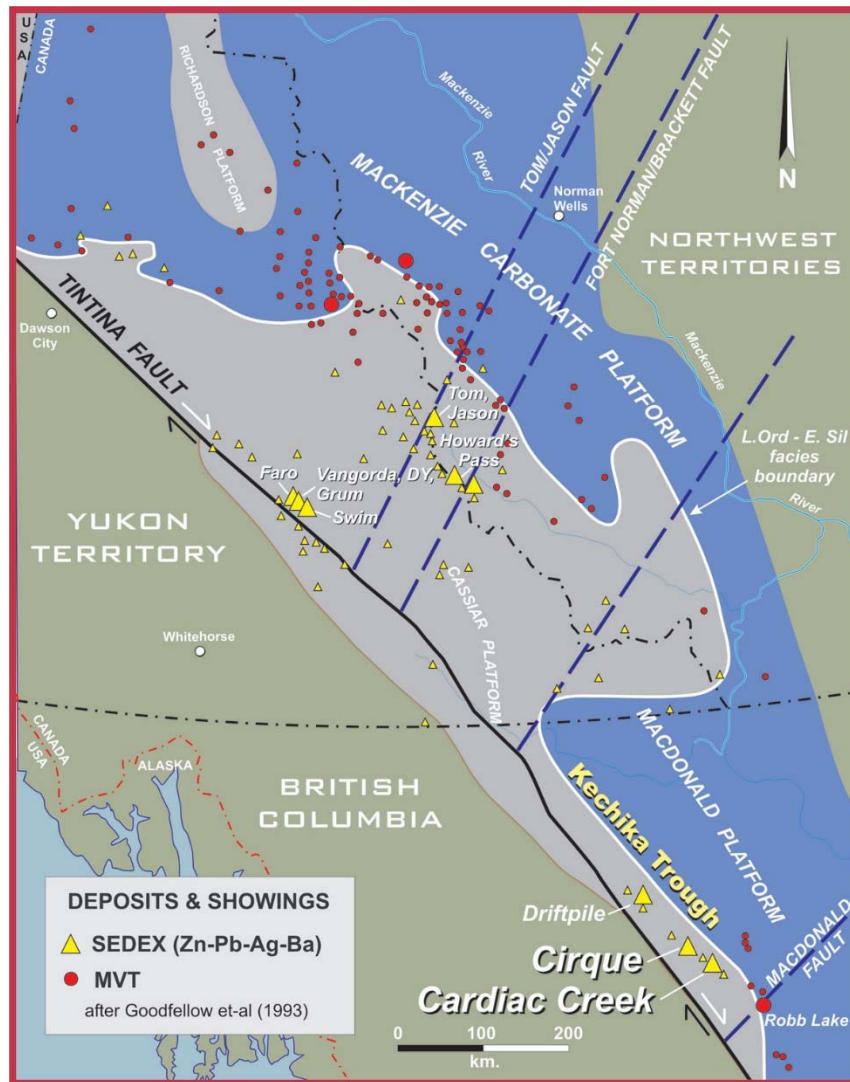 USA
CANADA
RICHARDSON
PLATFORM
Mackenzie
River
TOM/JASON FAULT
FORT NORMAN/BRACKETT FAULT
N
Norman
Wells
MACKENZIE CARBONATE PLATFORM
NORTHWEST
TERRITORIES
TINTINA FAULT
Dawson
City
Mackenzie
River
Tom,
Jason
Howard's
Pass
L.Ord - E. Sil
facies
boundary
Faro
Vangorda, DY,
Grum
Swim
YUKON
TERRITORY
CASSIAR PLATFORM
Whitehorse
CANADA
USA
ALASKA
BRITISH
COLUMBIA
MACDONALD PLATFORM
Kechika Trough
Driftpile
Cirque
Cardiac Creek
MACDONALD
FAULT
Robb Lake
DEPOSITS & SHOWINGS
SEDEX (Zn-Pb-Ag-Ba)
MVT
after Goodfellow et-al (1993)
0 100 200
km.